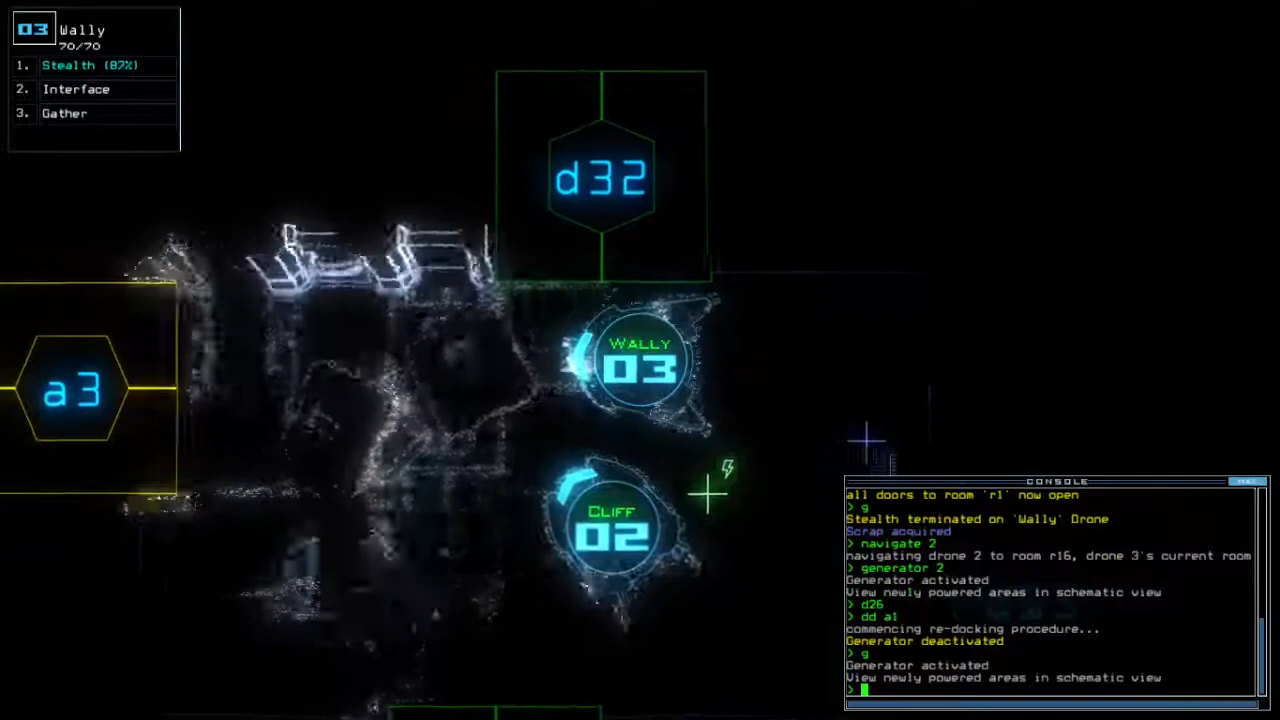 03 Wally
70/70
1. Stealth (87%)
2. Interface
3. Gather
d32
a3
WALLY
03
CLIFF
02
CONSOLE
all doors to room 'r1' now open
> g
Stealth terminated on 'Wally' Drone
Scrap acquired
> navigate 2
navigating drone 2 to room r16, drone 3's current room
> generator 2
Generator activated
View newly powered areas in schematic view
> d26
> dd a1
commencing re-docking procedure...
Generator deactivated
> g
Generator activated
View newly powered areas in schematic view
>